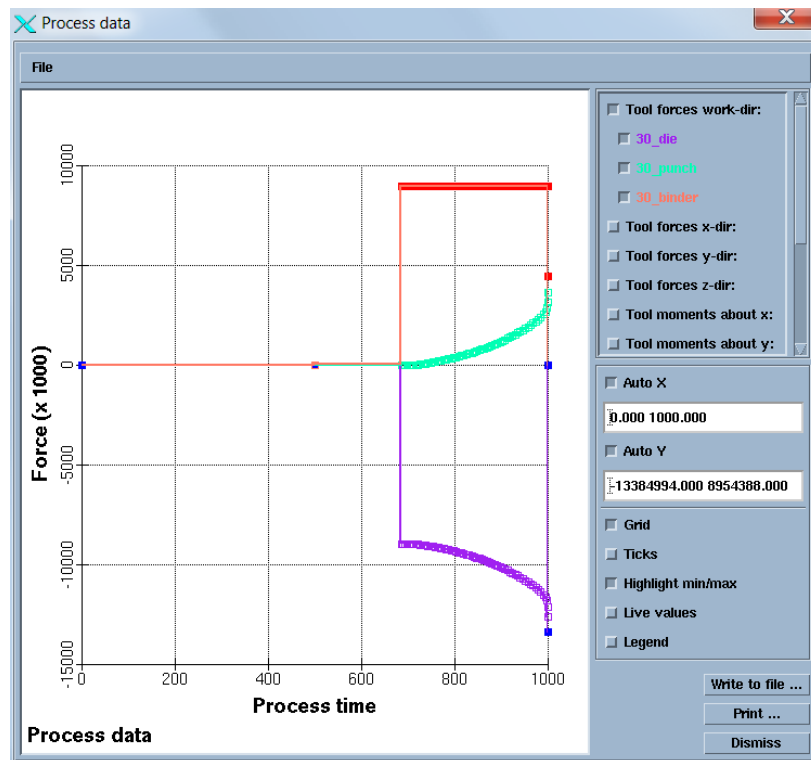 Process data
File
Tool forces work-dir:
30_die
30_punch
30_binder
Tool forces x-dir:
Tool forces y-dir:
Tool forces z-dir:
Tool moments about x:
Tool moments about y:
Auto X
0.000 1000.000
Auto Y
-13384994.000 8954388.000
Grid
Ticks
Highlight min/max
Live values
Legend
Write to file ...
Print ...
Dismiss
Force (x 1000)
10000
5000
0
-5000
-10000
-15000
0 200 400 600 800 1000
Process time
Process data